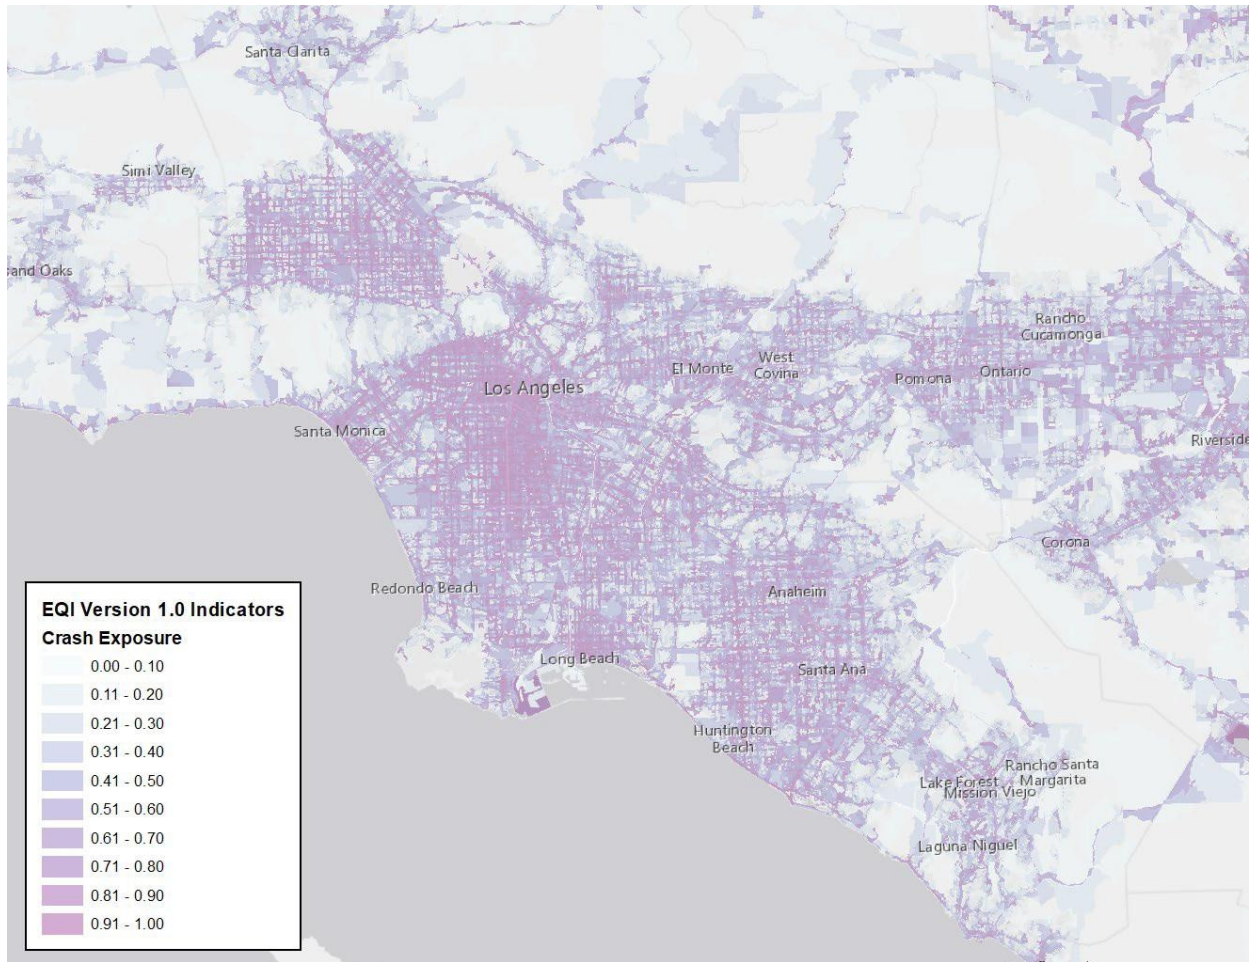 Santa Clarita
Simi Valley
sand Oaks
Rancho
Cucamonga
El Monte
West
Covina
Pomona
Ontario
Los Angeles
Santa Monica
Riverside
Corona
Redondo Beach
Anaheim
Long Beach
Santa Ana
Huntington
Beach
Rancho Santa
Margarita
Lake Forest
Mission Viejo
Laguna Niguel
EQI Version 1.0 Indicators
Crash Exposure
0.00 - 0.10
0.11 - 0.20
0.21 - 0.30
0.31 - 0.40
0.41 - 0.50
0.51 - 0.60
0.61 - 0.70
0.71 - 0.80
0.81 - 0.90
0.91 - 1.00